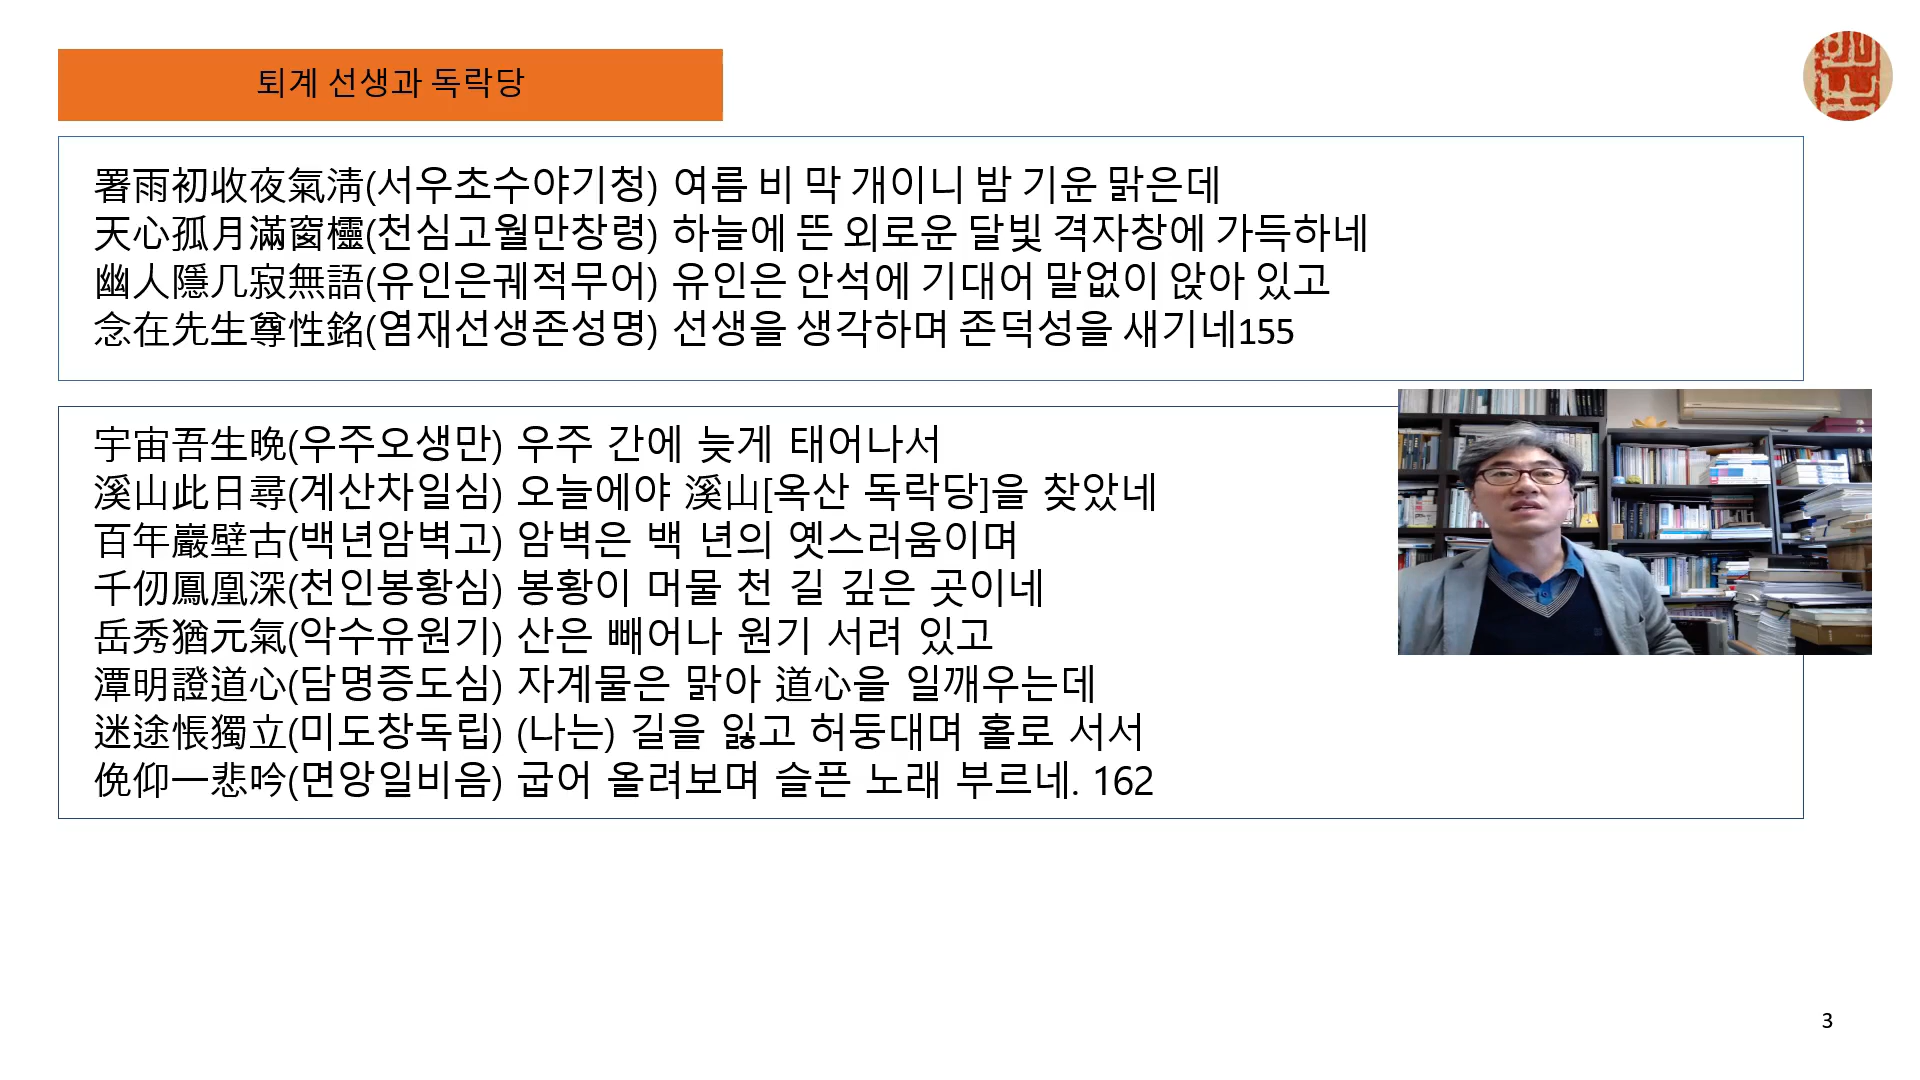 퇴계 선생과 독락당
署雨初收夜氣淸(서우초수야기청) 여름 비 막 개이니 밤 기운 맑은데
天心孤月滿窗櫺(천심고월만창령) 하늘에 뜬 외로운 달빛 격자창에 가득하네
幽人隱几寂無語(유인은궤적무어) 유인은 안석에 기대어 말없이 앉아 있고
念在先生尊性銘(염재선생존성명) 선생을 생각하며 존덕성을 새기네155
宇宙吾生晩(우주오생만) 우주 간에 늦게 태어나서
溪山此日尋(계산차일심) 오늘에야 溪山[옥산 독락당]을 찾았네
百年巖壁古(백년암벽고) 암벽은 백 년의 옛스러움이며
千仞鳳凰深(천인봉황심) 봉황이 머물 천 길 깊은 곳이네
岳秀猶元氣(악수유원기) 산은 빼어나 원기 서려 있고
潭明證道心(담명증도심) 자계물은 맑아 道心을 일깨우는데
迷途悵獨立(미도창독립) (나는) 길을 잃고 허둥대며 홀로 서서
俛仰一悲吟(면앙일비음) 굽어 올려보며 슬픈 노래 부르네. 162
3